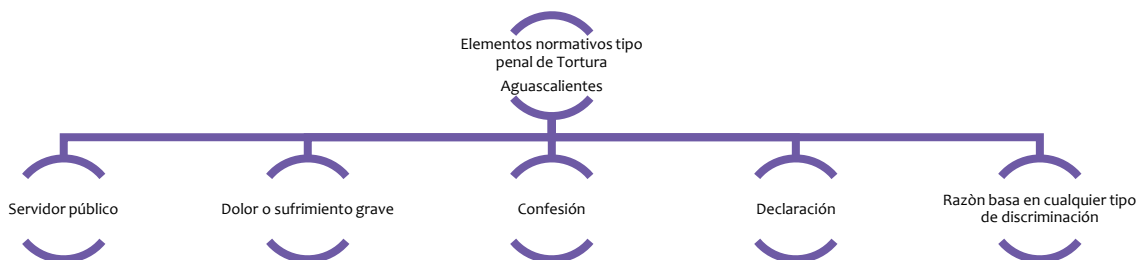 Elementos normativos tipo
penal de Tortura
Aguascalientes
Servidor público
Dolor o sufrimiento grave
Confesión
Declaración
Razòn basa en cualquier tipo
de discriminación